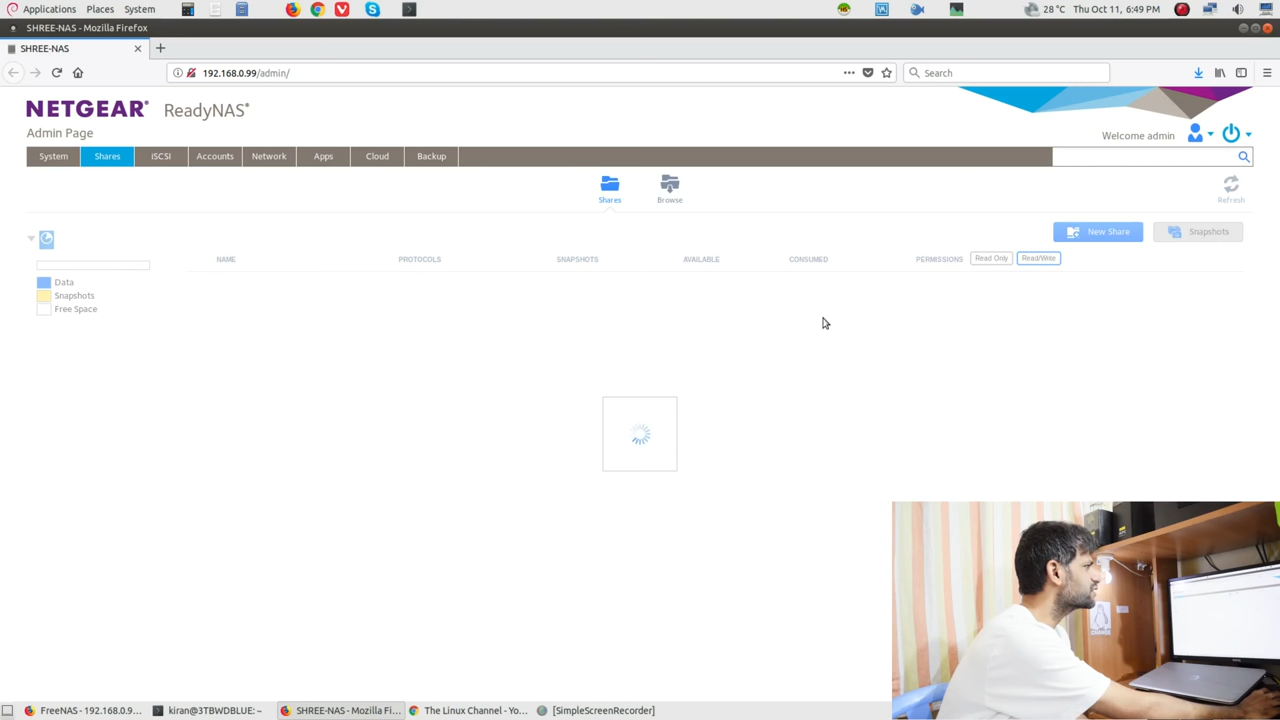 Applications Places System 28 °C Thu Oct 11, 6:49 PM
SHREE-NAS - Mozilla Firefox
SHREE-NAS
192.168.0.99/admin/ Search
NETGEAR® ReadyNAS®
Admin Page
Welcome admin
System Shares iSCSI Accounts Network Apps Cloud Backup
Shares Browse Refresh
New Share Snapshots
NAME PROTOCOLS SNAPSHOTS AVAILABLE CONSUMED PERMISSIONS Read Only Read/Write
Data
Snapshots
Free Space
CHANGE
FreeNAS - 192.168.0.9... kiran@3TBWDBLUE: ~ SHREE-NAS - Mozilla Fi... The Linux Channel - Yo... [SimpleScreenRecorder]